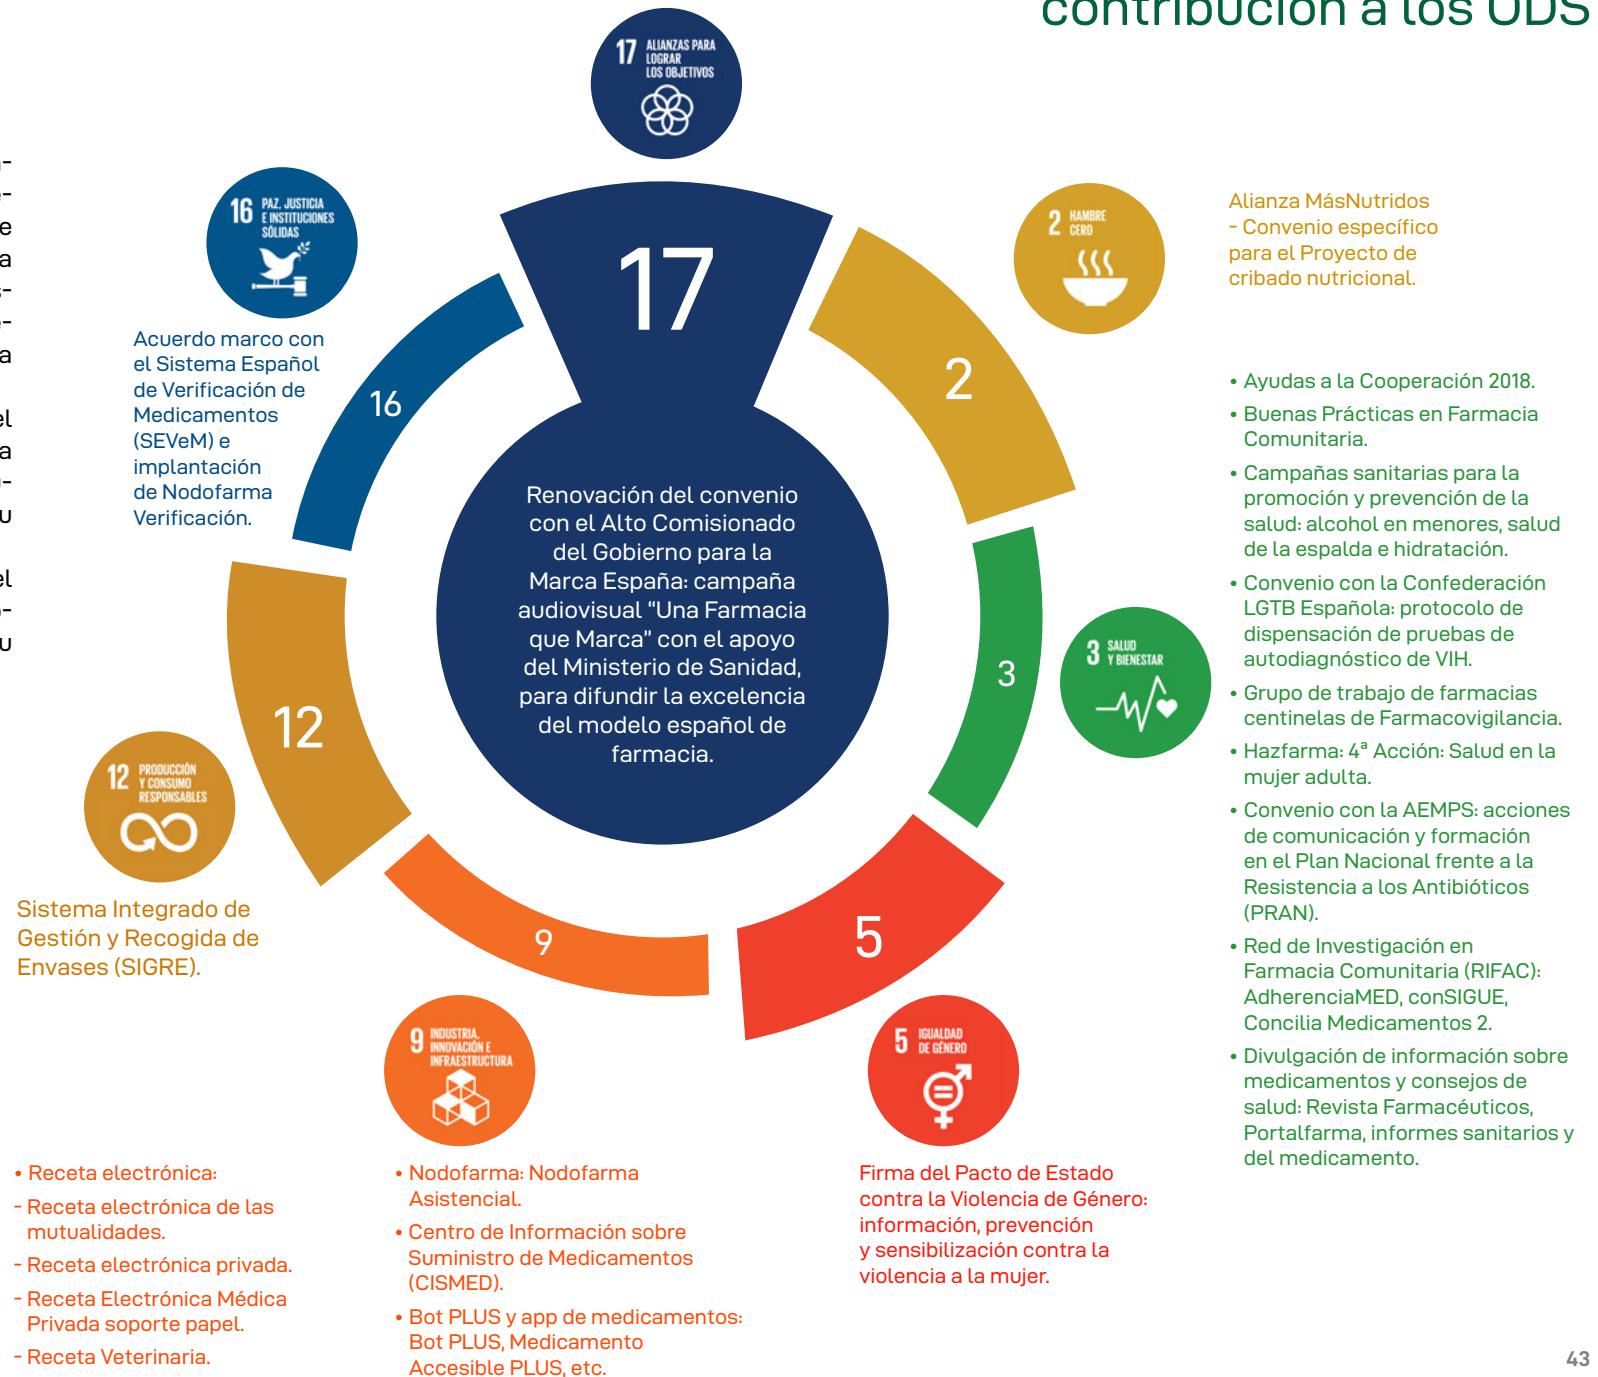 contribución a los ODS
17 ALIANZAS PARA
LOGRAR
LOS OBJETIVOS
16 PAZ, JUSTICIA
E INSTITUCIONES
SÓLIDAS
Acuerdo marco con
el Sistema Español
de Verificación de
Medicamentos
(SEVeM) e
implantación
de Nodofarma
Verificación.
2 HAMBRE
CERO
Alianza MásNutridos
- Convenio específico
para el Proyecto de
cribado nutricional.
17
2
16
3
12
9
5
Renovación del convenio
con el Alto Comisionado
del Gobierno para la
Marca España: campaña
audiovisual “Una Farmacia
que Marca” con el apoyo
del Ministerio de Sanidad,
para difundir la excelencia
del modelo español de
farmacia.
3 SALUD
Y BIENESTAR
• Ayudas a la Cooperación 2018.
• Buenas Prácticas en Farmacia
Comunitaria.
• Campañas sanitarias para la
promoción y prevención de la
salud: alcohol en menores, salud
de la espalda e hidratación.
• Convenio con la Confederación
LGTB Española: protocolo de
dispensación de pruebas de
autodiagnóstico de VIH.
• Grupo de trabajo de farmacias
centinelas de Farmacovigilancia.
• Hazfarma: 4ª Acción: Salud en la
mujer adulta.
• Convenio con la AEMPS: acciones
de comunicación y formación
en el Plan Nacional frente a la
Resistencia a los Antibióticos
(PRAN).
• Red de Investigación en
Farmacia Comunitaria (RIFAC):
AdherenciaMED, conSIGUE,
Concilia Medicamentos 2.
• Divulgación de información sobre
medicamentos y consejos de
salud: Revista Farmacéuticos,
Portalfarma, informes sanitarios y
del medicamento.
12 PRODUCCIÓN
Y CONSUMO
RESPONSABLES
Sistema Integrado de
Gestión y Recogida de
Envases (SIGRE).
9 INDUSTRIA,
INNOVACIÓN E
INFRAESTRUCTURA
• Receta electrónica:
- Receta electrónica de las
mutualidades.
- Receta electrónica privada.
- Receta Electrónica Médica
Privada soporte papel.
- Receta Veterinaria.
• Nodofarma: Nodofarma
Asistencial.
• Centro de Información sobre
Suministro de Medicamentos
(CISMED).
• Bot PLUS y app de medicamentos:
Bot PLUS, Medicamento
Accesible PLUS, etc.
5 IGUALDAD
DE GÉNERO
Firma del Pacto de Estado
contra la Violencia de Género:
información, prevención
y sensibilización contra la
violencia a la mujer.
43